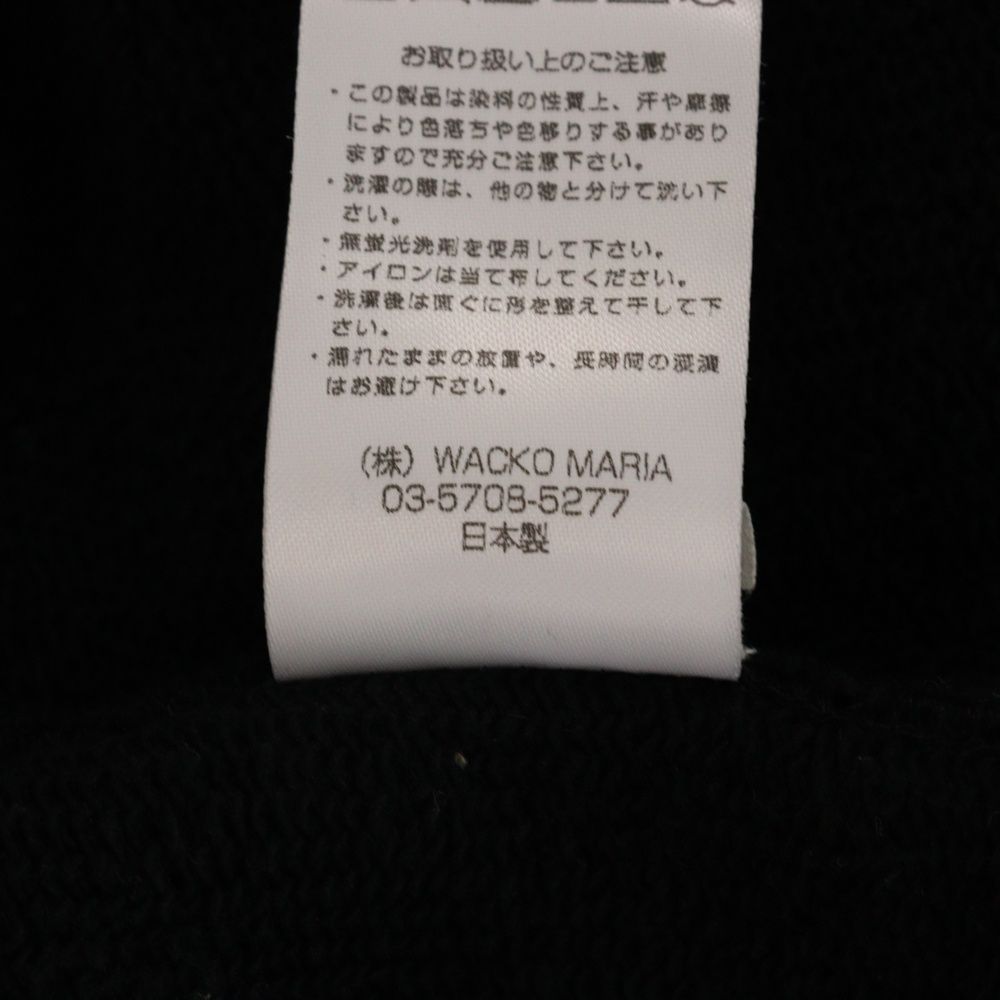 お取り扱い上のご注意
・この製品は染料の性質上、汗や摩擦
により色落ちや色移りする事があり
ますので充分ご注意下さい。
・洗濯の際は、他の物と分けて洗い下
さい。
・無蛍光洗剤を使用して下さい。
・アイロンは当て布してください。
・洗濯後は直ぐに形を整えて干して下
さい。
・濡れたままの放置や、長時間の浸漬
はお避け下さい。
(株) WACKO MARIA
03-5708-5277
日本製